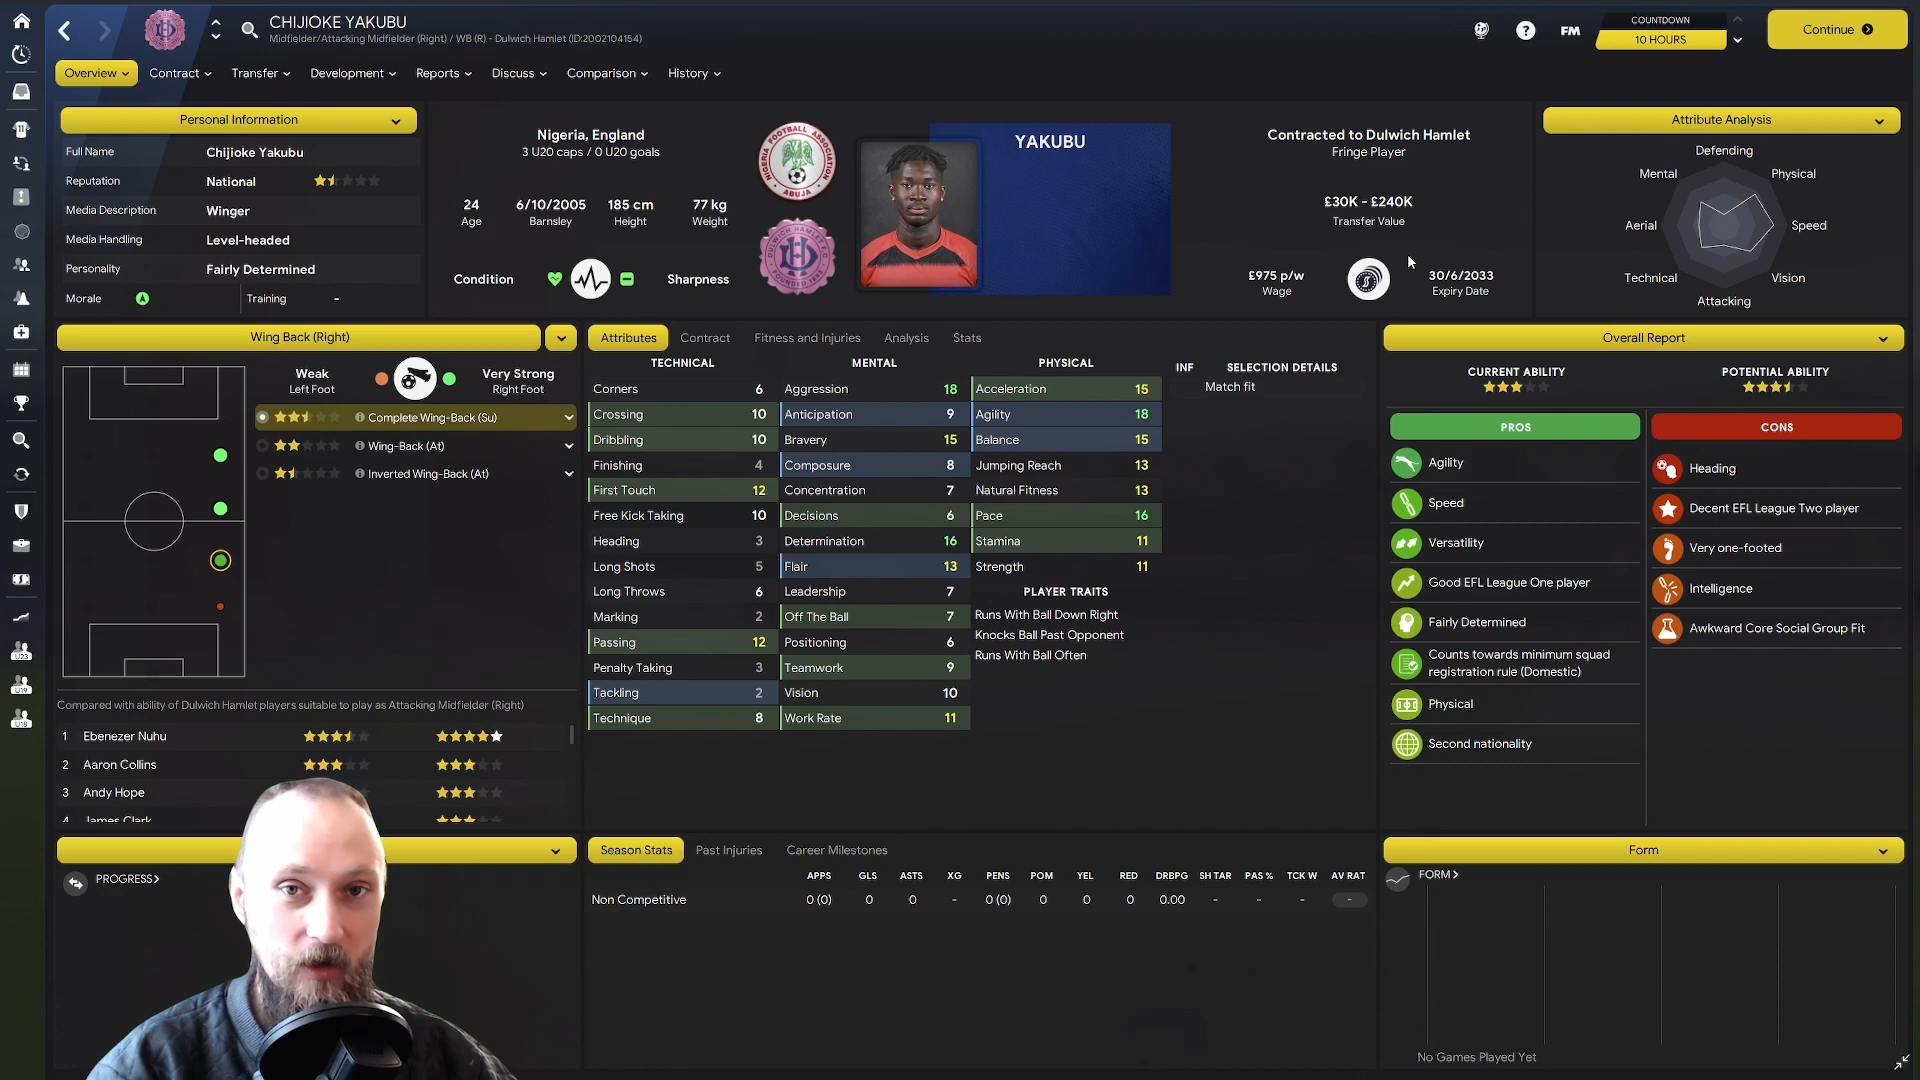 CHIJIOKE YAKUBU
Midfielder/Attacking Midfielder (Right) / WB (R) - Dulwich Hamlet (ID:2002104154)
FM
COUNTDOWN
10 HOURS
Continue
Overview
Contract
Transfer
Development
Reports
Discuss
Comparison
History
Personal Information
Full Name Chijioke Yakubu
Reputation National
Media Description Winger
Media Handling Level-headed
Personality Fairly Determined
Morale
Training -
Nigeria, England
3 U20 caps / 0 U20 goals
24 6/10/2005 185 cm 77 kg
Age Barnsley Height Weight
Condition
Sharpness
YAKUBU
Contracted to Dulwich Hamlet
Fringe Player
£30K - £240K
Transfer Value
£975 p/w
Wage
30/6/2033
Expiry Date
Attribute Analysis
Defending
Mental
Physical
Aerial
Speed
Technical
Vision
Attacking
Wing Back (Right)
Weak
Left Foot
Very Strong
Right Foot
Complete Wing-Back (Su)
Wing-Back (At)
Inverted Wing-Back (At)
Compared with ability of Dulwich Hamlet players suitable to play as Attacking Midfielder (Right)
1 Ebenezer Nuhu
2 Aaron Collins
3 Andy Hope
4 James Clark
PROGRESS>
Attributes
Contract
Fitness and Injuries
Analysis
Stats
TECHNICAL
Corners 6
Crossing 10
Dribbling 10
Finishing 4
First Touch 12
Free Kick Taking 10
Heading 3
Long Shots 5
Long Throws 6
Marking 2
Passing 12
Penalty Taking 3
Tackling 2
Technique 8
MENTAL
Aggression 18
Anticipation 9
Bravery 15
Composure 8
Concentration 7
Decisions 6
Determination 16
Flair 13
Leadership 7
Off The Ball 7
Positioning 6
Teamwork 9
Vision 10
Work Rate 11
PHYSICAL
Acceleration 15
Agility 18
Balance 15
Jumping Reach 13
Natural Fitness 13
Pace 16
Stamina 11
Strength 11
PLAYER TRAITS
Runs With Ball Down Right
Knocks Ball Past Opponent
Runs With Ball Often
INF SELECTION DETAILS
Match fit
Overall Report
CURRENT ABILITY
POTENTIAL ABILITY
PROS
Agility
Speed
Versatility
Good EFL League One player
Fairly Determined
Counts towards minimum squad
registration rule (Domestic)
Physical
Second nationality
CONS
Heading
Decent EFL League Two player
Very one-footed
Intelligence
Awkward Core Social Group Fit
Season Stats
Past Injuries
Career Milestones
APPS GLS ASTS XG PENS POM YEL RED DRBPG SH TAR PAS % TCK W AV RAT
Non Competitive 0 (0) 0 0 - 0 (0) 0 0 0 0.00 - - - -
Form
FORM>
No Games Played Yet
U23
U19
U18